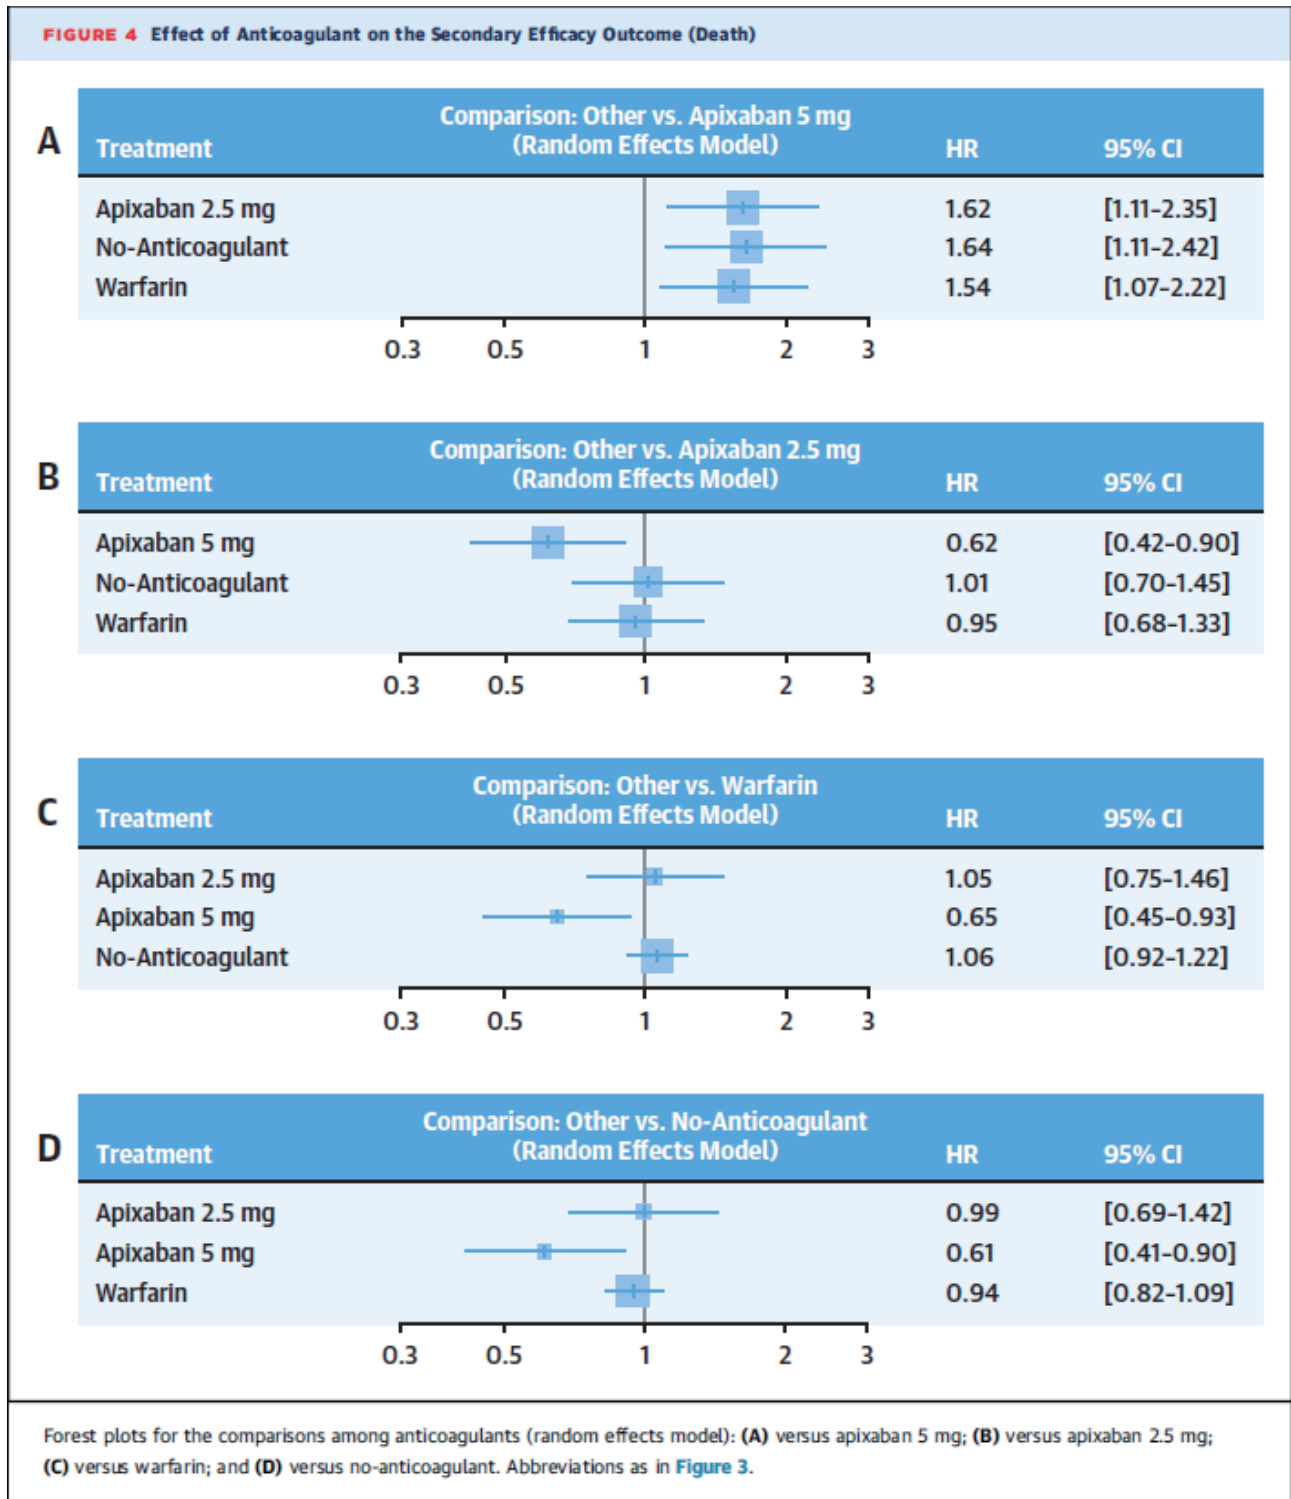 FIGURE 4 Effect of Anticoagulant on the Secondary Efficacy Outcome (Death)
A
Treatment Comparison: Other vs. Apixaban 5 mg
(Random Effects Model) HR 95% CI
Apixaban 2.5 mg 1.62 [1.11–2.35]
No-Anticoagulant 1.64 [1.11–2.42]
Warfarin 1.54 [1.07–2.22]
0.3 0.5 1 2 3
B
Treatment Comparison: Other vs. Apixaban 2.5 mg
(Random Effects Model) HR 95% CI
Apixaban 5 mg 0.62 [0.42–0.90]
No-Anticoagulant 1.01 [0.70–1.45]
Warfarin 0.95 [0.68–1.33]
0.3 0.5 1 2 3
C
Treatment Comparison: Other vs. Warfarin
(Random Effects Model) HR 95% CI
Apixaban 2.5 mg 1.05 [0.75–1.46]
Apixaban 5 mg 0.65 [0.45–0.93]
No-Anticoagulant 1.06 [0.92–1.22]
0.3 0.5 1 2 3
D
Treatment Comparison: Other vs. No-Anticoagulant
(Random Effects Model) HR 95% CI
Apixaban 2.5 mg 0.99 [0.69–1.42]
Apixaban 5 mg 0.61 [0.41–0.90]
Warfarin 0.94 [0.82–1.09]
0.3 0.5 1 2 3
Forest plots for the comparisons among anticoagulants (random effects model): (A) versus apixaban 5 mg; (B) versus apixaban 2.5 mg;
(C) versus warfarin; and (D) versus no-anticoagulant. Abbreviations as in Figure 3.